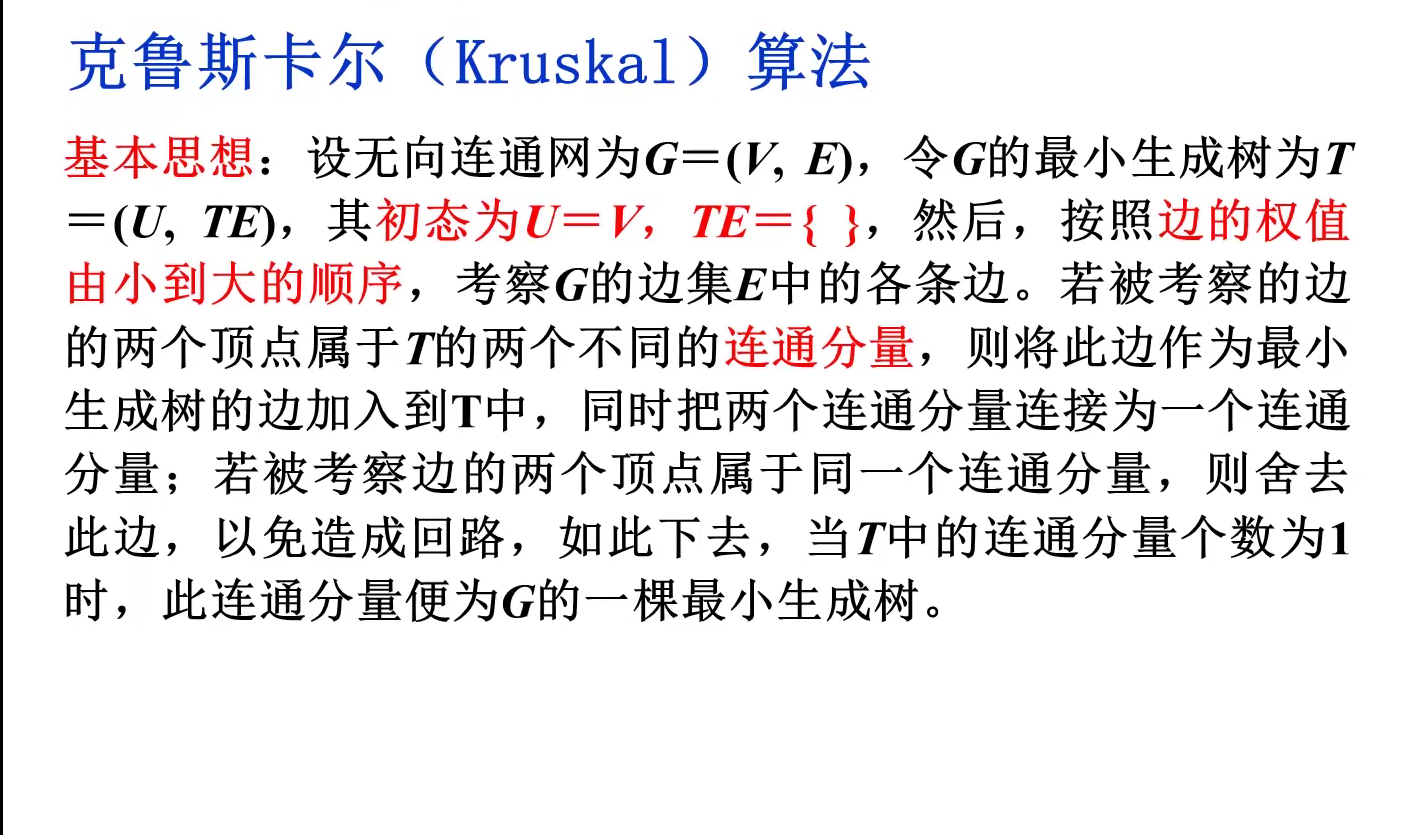 克鲁斯卡尔（Kruskal）算法
基本思想：设无向连通网为G＝(V, E)，令G的最小生成树为T
＝(U, TE)，其初态为U＝V，TE＝{ }，然后，按照边的权值
由小到大的顺序，考察G的边集E中的各条边。若被考察的边
的两个顶点属于T的两个不同的连通分量，则将此边作为最小
生成树的边加入到T中，同时把两个连通分量连接为一个连通
分量；若被考察边的两个顶点属于同一个连通分量，则舍去
此边，以免造成回路，如此下去，当T中的连通分量个数为1
时，此连通分量便为G的一棵最小生成树。